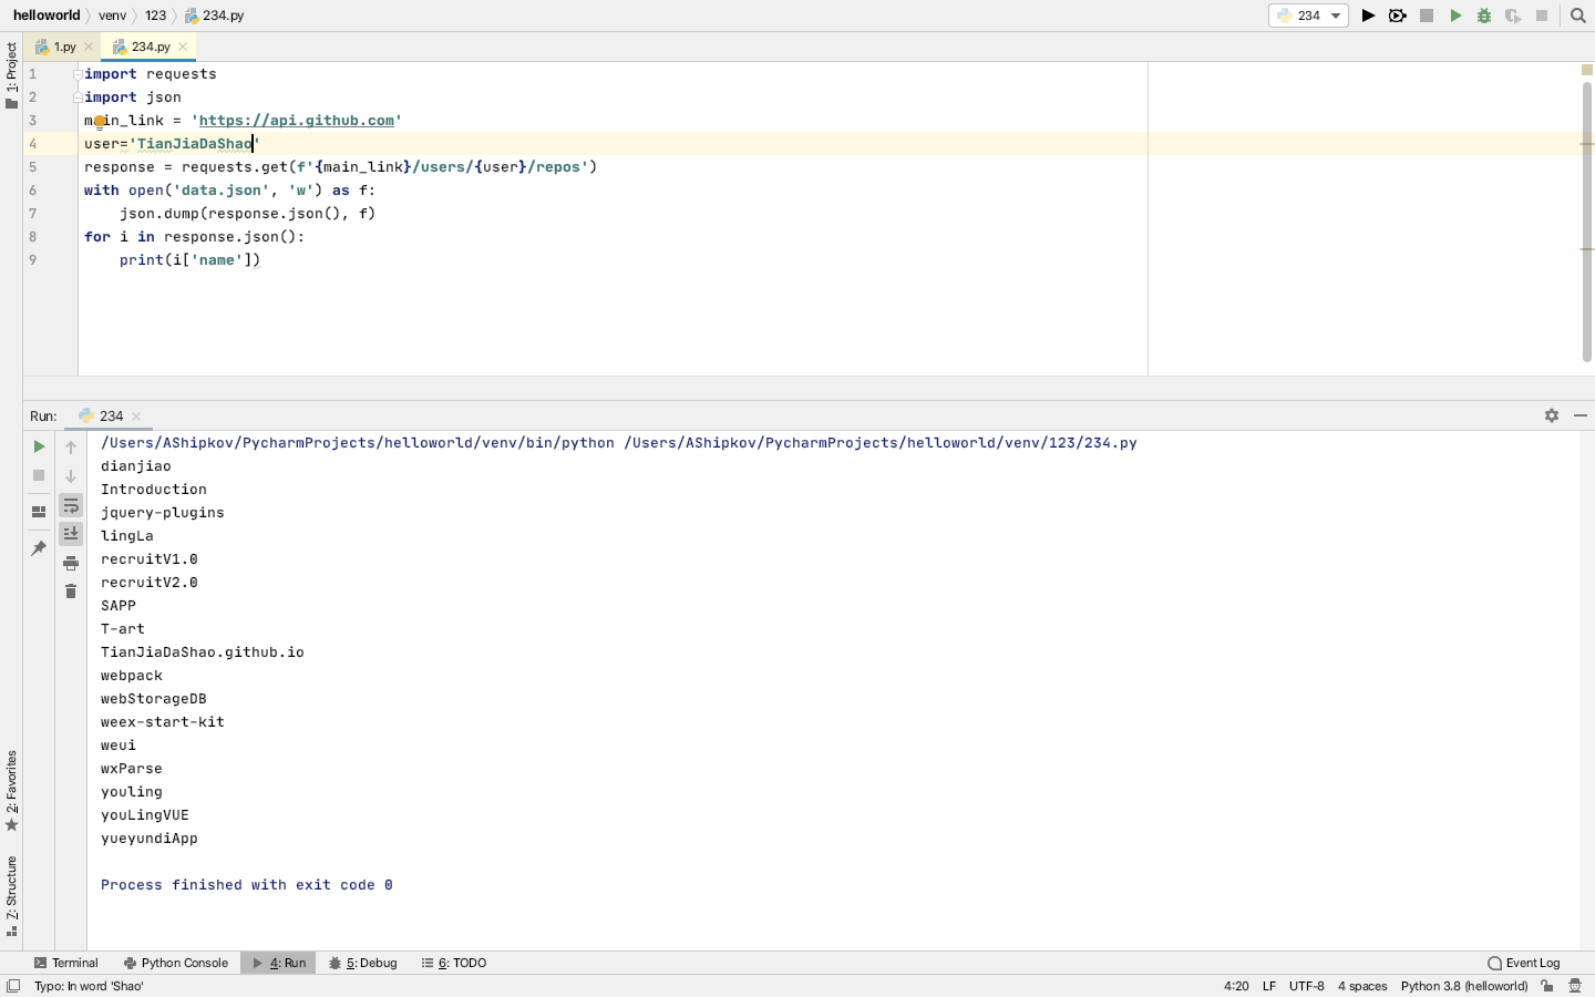 helloworld venv 123 234.py
234
1: Project
1.py 234.py
1 import requests
2 import json
3 main_link = 'https://api.github.com'
4 user='TianJiaDaShao'
5 response = requests.get(f'{main_link}/users/{user}/repos')
6 with open('data.json', 'w') as f:
7 json.dump(response.json(), f)
8 for i in response.json():
9 print(i['name'])
Run: 234
/Users/AShipkov/PycharmProjects/helloworld/venv/bin/python /Users/AShipkov/PycharmProjects/helloworld/venv/123/234.py
dianjiao
Introduction
jquery-plugins
lingLa
recruitV1.0
recruitV2.0
SAPP
T-art
TianJiaDaShao.github.io
webpack
webStorageDB
weex-start-kit
weui
wxParse
youling
youLingVUE
yueyundiApp
Process finished with exit code 0
2: Favorites
Z: Structure
Terminal Python Console 4: Run 5: Debug 6: TODO Event Log
Typo: In word 'Shao' 4:20 LF UTF-8 4 spaces Python 3.8 (helloworld)